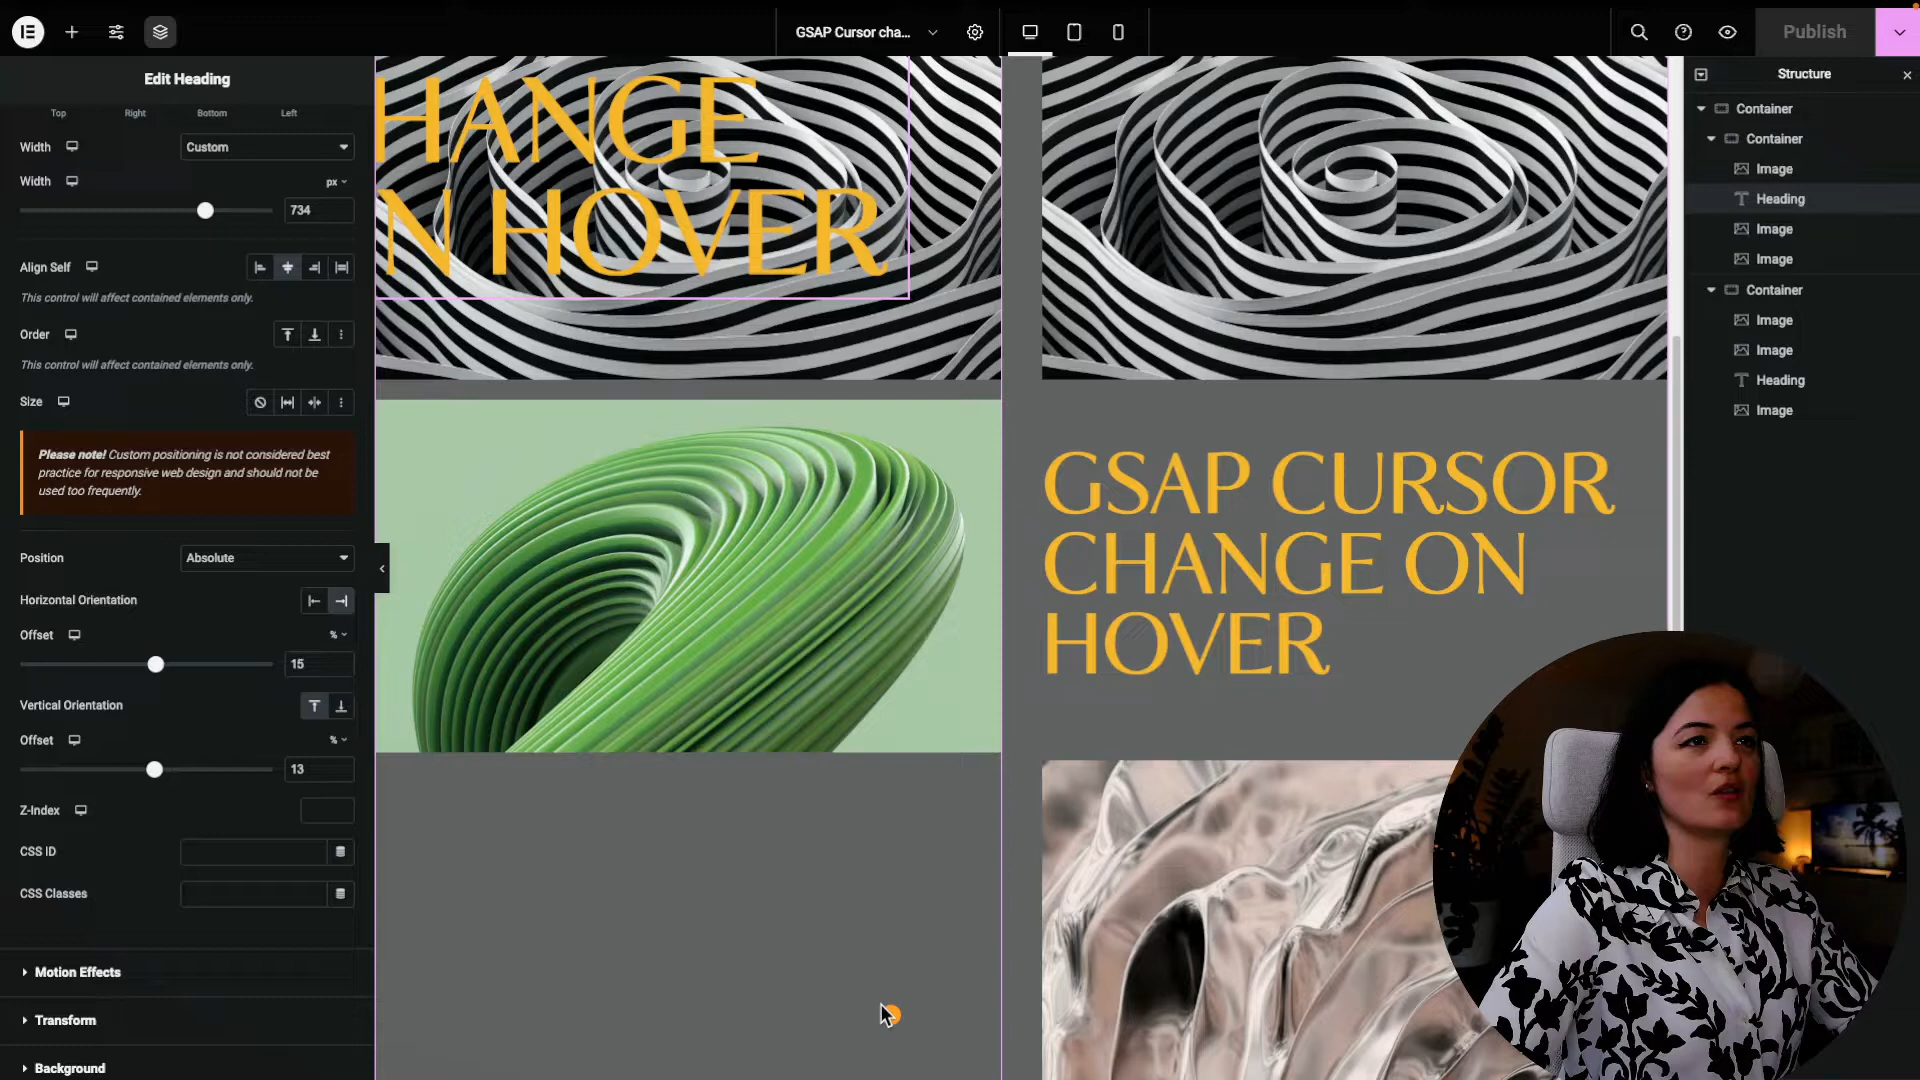 GSAP Cursor cha...
Publish
Edit Heading
Top Right Bottom Left
Width Custom
Width px
734
Align Self
This control will affect contained elements only.
Order
This control will affect contained elements only.
Size
Please note! Custom positioning is not considered best
practice for responsive web design and should not be
used too frequently.
Position Absolute
Horizontal Orientation
Offset %
15
Vertical Orientation
Offset %
13
Z-Index
CSS ID
CSS Classes
Motion Effects
Transform
Background
HANGE
N HOVER
GSAP CURSOR
CHANGE ON
HOVER
Structure
Container
Container
Image
Heading
Image
Image
Container
Image
Image
Heading
Image